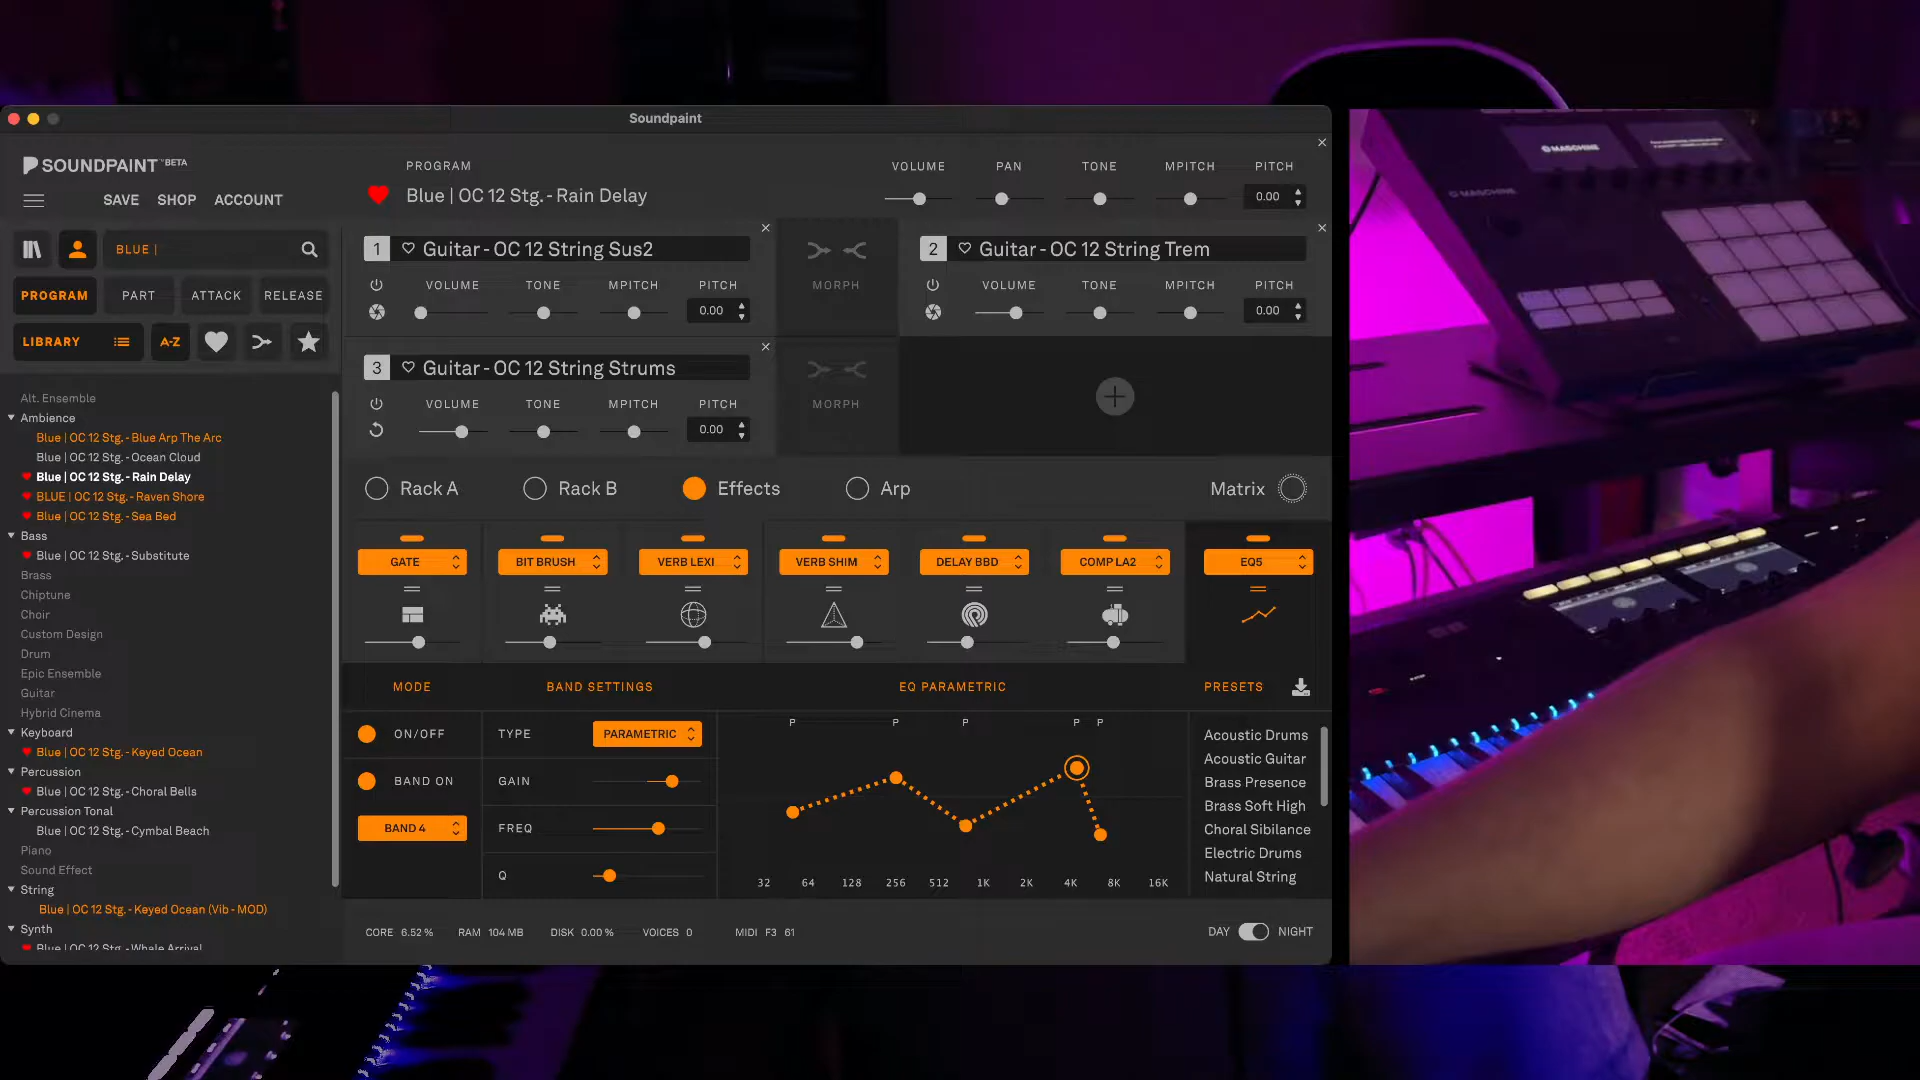 Soundpaint
SOUNDPAINT ™BETA
SAVE SHOP ACCOUNT
BLUE |
PROGRAM PART ATTACK RELEASE
LIBRARY A-Z
Alt. Ensemble
Ambience
Blue | OC 12 Stg. - Blue Arp The Arc
Blue | OC 12 Stg. - Ocean Cloud
Blue | OC 12 Stg. - Rain Delay
BLUE | OC 12 Stg. - Raven Shore
Blue | OC 12 Stg. - Sea Bed
Bass
Blue | OC 12 Stg. - Substitute
Brass
Chiptune
Choir
Custom Design
Drum
Epic Ensemble
Guitar
Hybrid Cinema
Keyboard
Blue | OC 12 Stg. - Keyed Ocean
Percussion
Blue | OC 12 Stg. - Choral Bells
Percussion Tonal
Blue | OC 12 Stg. - Cymbal Beach
Piano
Sound Effect
String
Blue | OC 12 Stg. - Keyed Ocean (Vib - MOD)
Synth
Blue | OC 12 Stg. - Whale Arrival
PROGRAM
Blue | OC 12 Stg. - Rain Delay
VOLUME PAN TONE MPITCH PITCH
0.00
1 Guitar - OC 12 String Sus2
VOLUME TONE MPITCH PITCH
0.00
MORPH
2 Guitar - OC 12 String Trem
VOLUME TONE MPITCH PITCH
0.00
3 Guitar - OC 12 String Strums
VOLUME TONE MPITCH PITCH
0.00
MORPH
Rack A Rack B Effects Arp Matrix
GATE BIT BRUSH VERB LEXI VERB SHIM DELAY BBD COMP LA2 EQ5
MODE BAND SETTINGS EQ PARAMETRIC PRESETS
ON/OFF
BAND ON
BAND 4
TYPE PARAMETRIC
GAIN
FREQ
Q
P P P P P
32 64 128 256 512 1K 2K 4K 8K 16K
Acoustic Drums
Acoustic Guitar
Brass Presence
Brass Soft High
Choral Sibilance
Electric Drums
Natural String
CORE 6.52 % RAM 104 MB DISK 0.00 % VOICES 0 MIDI F3 61
DAY NIGHT
MASCHINE
MASCHINE